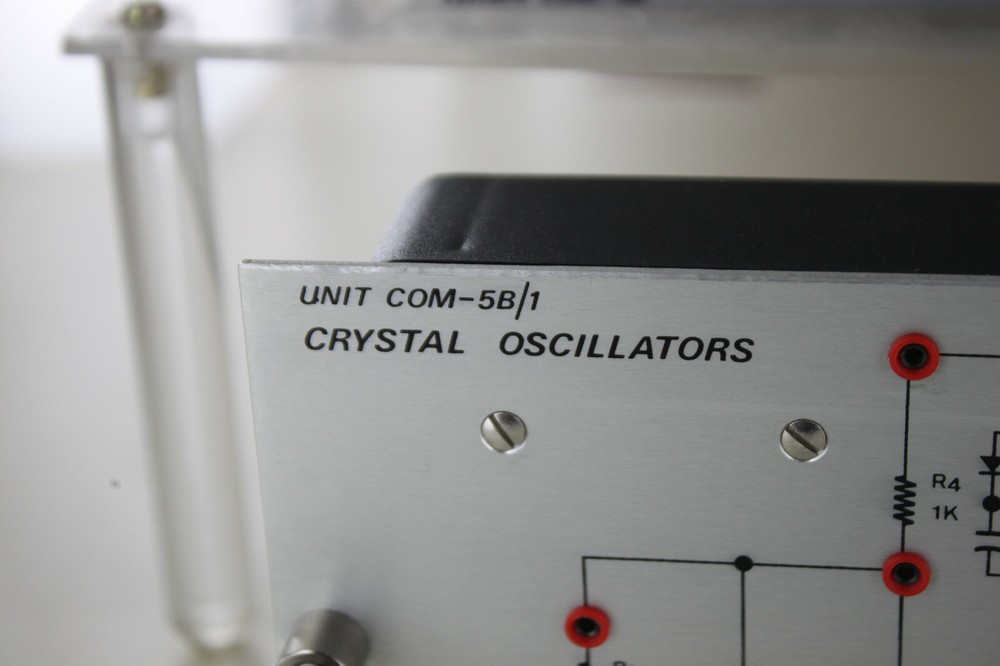 UNIT COM-5B/1
CRYSTAL OSCILLATORS
R4
1K